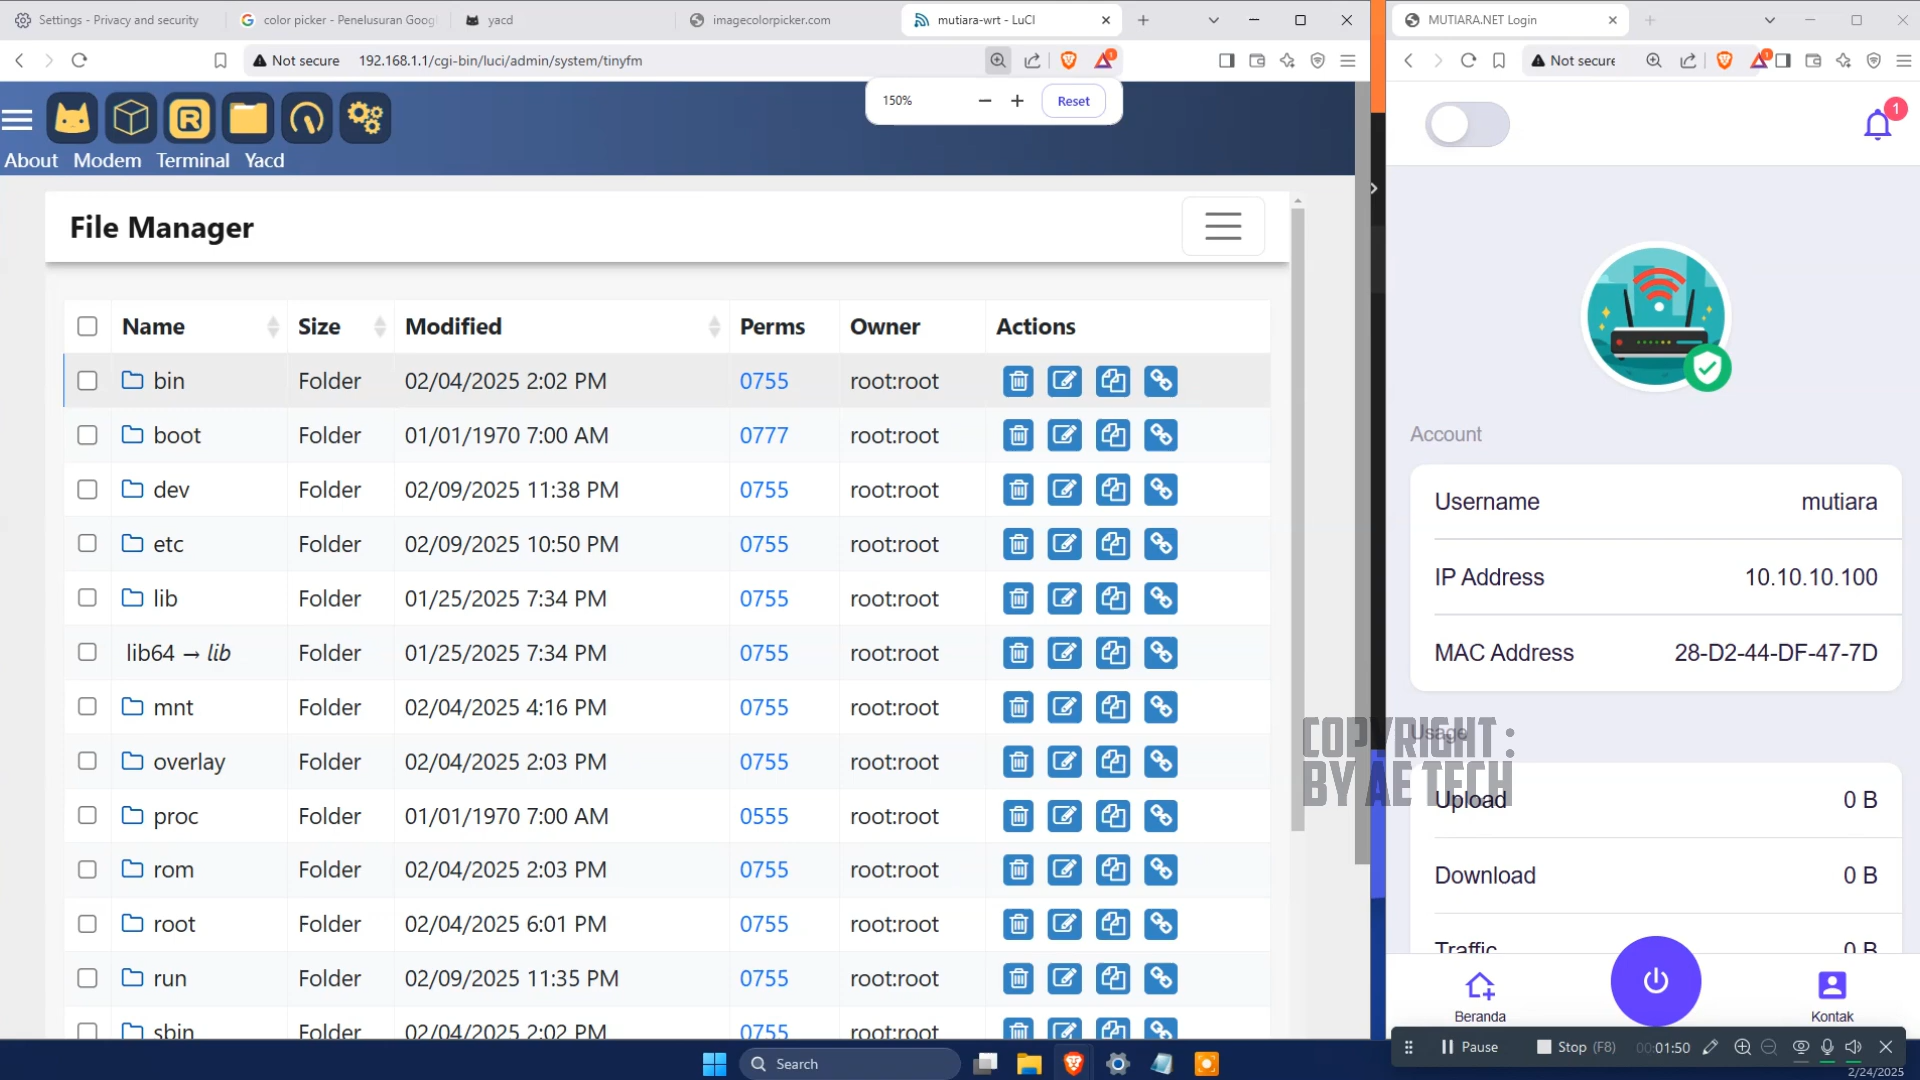 Settings - Privacy and security
color picker - Penelusuran Goog
yacd
imagecolorpicker.com
mutiara-wrt - LuCI
MUTIARA.NET Login
Not secure
192.168.1.1/cgi-bin/luci/admin/system/tinyfm
1
Not secure
1
150%
Reset
1
About
Modem
Terminal
Yacd
File Manager
Name Size Modified Perms Owner Actions
bin Folder 02/04/2025 2:02 PM 0755 root:root
boot Folder 01/01/1970 7:00 AM 0777 root:root
dev Folder 02/09/2025 11:38 PM 0755 root:root
etc Folder 02/09/2025 10:50 PM 0755 root:root
lib Folder 01/25/2025 7:34 PM 0755 root:root
lib64 → lib Folder 01/25/2025 7:34 PM 0755 root:root
mnt Folder 02/04/2025 4:16 PM 0755 root:root
overlay Folder 02/04/2025 2:03 PM 0755 root:root
proc Folder 01/01/1970 7:00 AM 0555 root:root
rom Folder 02/04/2025 2:03 PM 0755 root:root
root Folder 02/04/2025 6:01 PM 0755 root:root
run Folder 02/09/2025 11:35 PM 0755 root:root
sbin Folder 02/04/2025 2:02 PM 0755 root:root
Account
Username mutiara
IP Address 10.10.10.100
MAC Address 28-D2-44-DF-47-7D
Usage
COPYRIGHT :
BY AE TECH
Upload 0 B
Download 0 B
Traffic 0 B
Beranda
Kontak
Pause
Stop (F8)
00:01:50
Search
2/24/2025